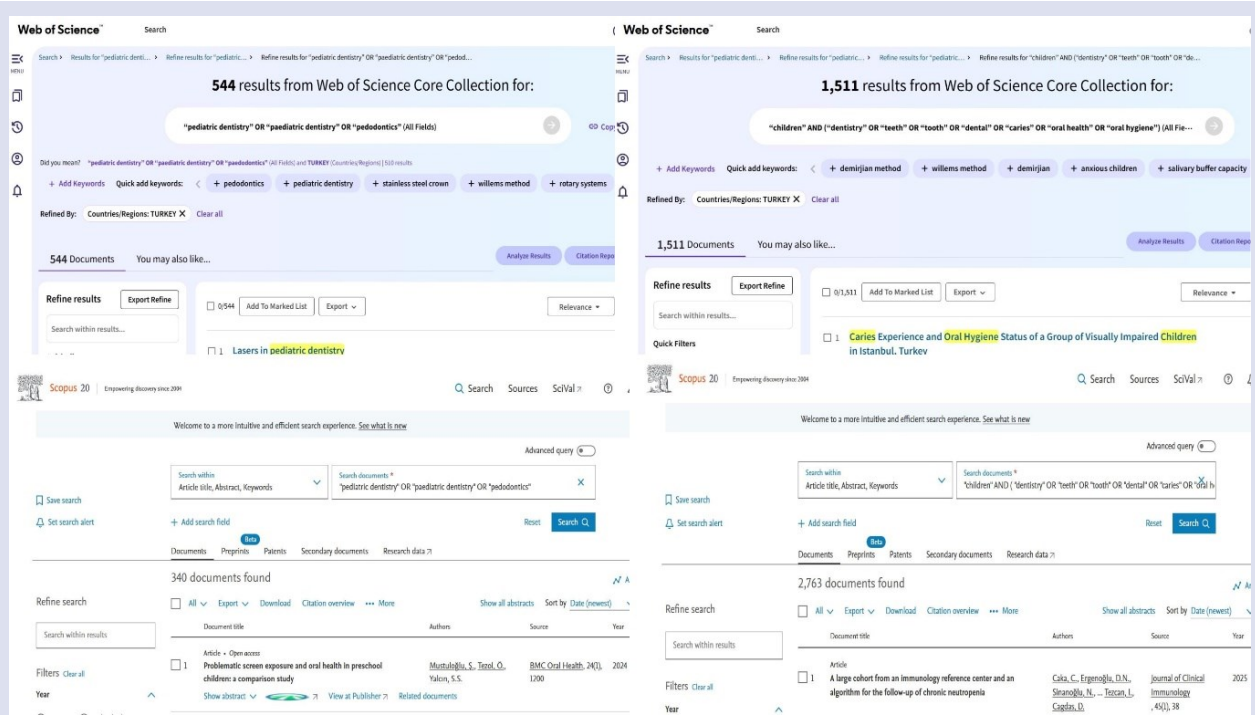 Web of Science™ Search
Search > Results for "pediatric denti... > Refine results for "pediatric... > Refine results for "pediatric dentistry" OR "paediatric dentistry" OR "pedod...
MENU
544 results from Web of Science Core Collection for:
"pediatric dentistry" OR "paediatric dentistry" OR "pedodontics" (All Fields)
Cop
Did you mean? "pediatric dentistry" OR "paediatric dentistry" OR "paedodontics" (All Fields) and TURKEY (Countries/Regions) | 510 results
+ Add Keywords Quick add keywords: < + pedodontics + pediatric dentistry + stainless steel crown + willems method + rotary systems
Refined By: Countries/Regions: TURKEY X Clear all
544 Documents You may also like...
Analyze Results Citation Repo
Refine results Export Refine
0/544 Add To Marked List Export Relevance
Search within results...
1 Lasers in pediatric dentistry
Web of Science™ Search
Search > Results for "pediatric denti... > Refine results for "pediatric... > Refine results for "pediatric... > Refine results for "children" AND ("dentistry" OR "teeth" OR "tooth" OR "de...
MENU
1,511 results from Web of Science Core Collection for:
"children" AND ("dentistry" OR "teeth" OR "tooth" OR "dental" OR "caries" OR "oral health" OR "oral hygiene") (All Fie...
+ Add Keywords Quick add keywords: < + demirjian method + willems method + demirjian + anxious children + salivary buffer capacity
Refined By: Countries/Regions: TURKEY X Clear all
1,511 Documents You may also like...
Analyze Results Citation Repo
Refine results Export Refine
0/1,511 Add To Marked List Export Relevance
Search within results...
Quick Filters
1 Caries Experience and Oral Hygiene Status of a Group of Visually Impaired Children
in Istanbul, Turkey
Scopus 20 Empowering discovery since 2004
Search Sources SciVal
Welcome to a more intuitive and efficient search experience. See what is new
Advanced query
Search within
Article title, Abstract, Keywords
Search documents *
"pediatric dentistry" OR "paediatric dentistry" OR "pedodontics"
Save search
Set search alert
+ Add search field
Reset Search
Beta
Documents Preprints Patents Secondary documents Research data
340 documents found
Refine search
All Export Download Citation overview ... More Show all abstracts Sort by Date (newest)
Search within results
Document title Authors Source Year
Article • Open access
1 Problematic screen exposure and oral health in preschool
children: a comparison study
Mustuloğlu, Ş., Tezol, Ö.,
Yalcın, S.S.
BMC Oral Health, 24(1),
1200
2024
Filters Clear all
Year
Show abstract View at Publisher Related documents
Scopus 20 Empowering discovery since 2004
Search Sources SciVal
Welcome to a more intuitive and efficient search experience. See what is new
Advanced query
Search within
Article title, Abstract, Keywords
Search documents *
"children" AND ( "dentistry" OR "teeth" OR "tooth" OR "dental" OR "caries" OR "oral h
Save search
Set search alert
+ Add search field
Reset Search
Beta
Documents Preprints Patents Secondary documents Research data
2,763 documents found
Refine search
All Export Download Citation overview ... More Show all abstracts Sort by Date (newest)
Search within results
Document title Authors Source Year
Article
1 A large cohort from an immunology reference center and an
algorithm for the follow-up of chronic neutropenia
Caka, C., Ergenoğlu, D.N.,
Sinanoğlu, N., ... Tezcan, I.,
Cagdas, D.
Journal of Clinical
Immunology
, 45(1), 38
2025
Filters Clear all
Year